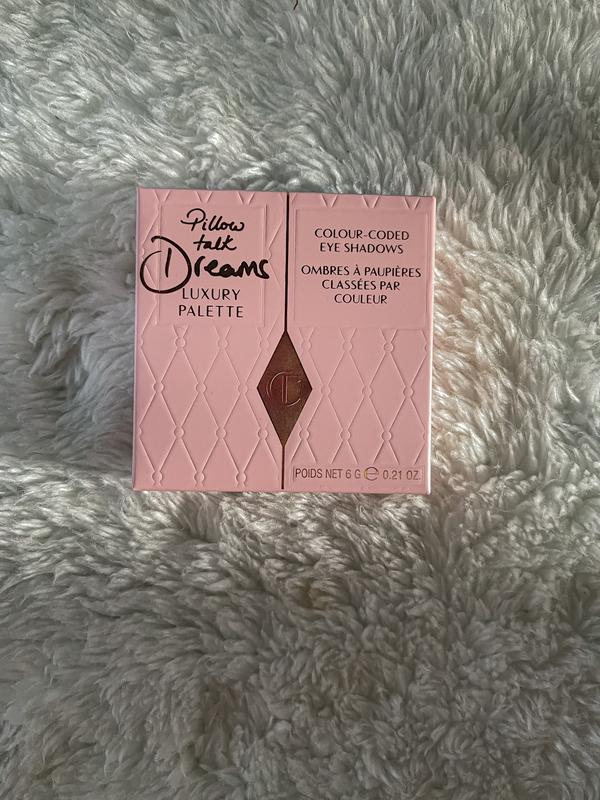 Pillow
talk
Dreams
LUXURY
PALETTE
COLOUR-CODED
EYE SHADOWS
OMBRES À PAUPIÈRES
CLASSÉES PAR
COULEUR
CT
POIDS NET 6 G ℮ 0.21 OZ.